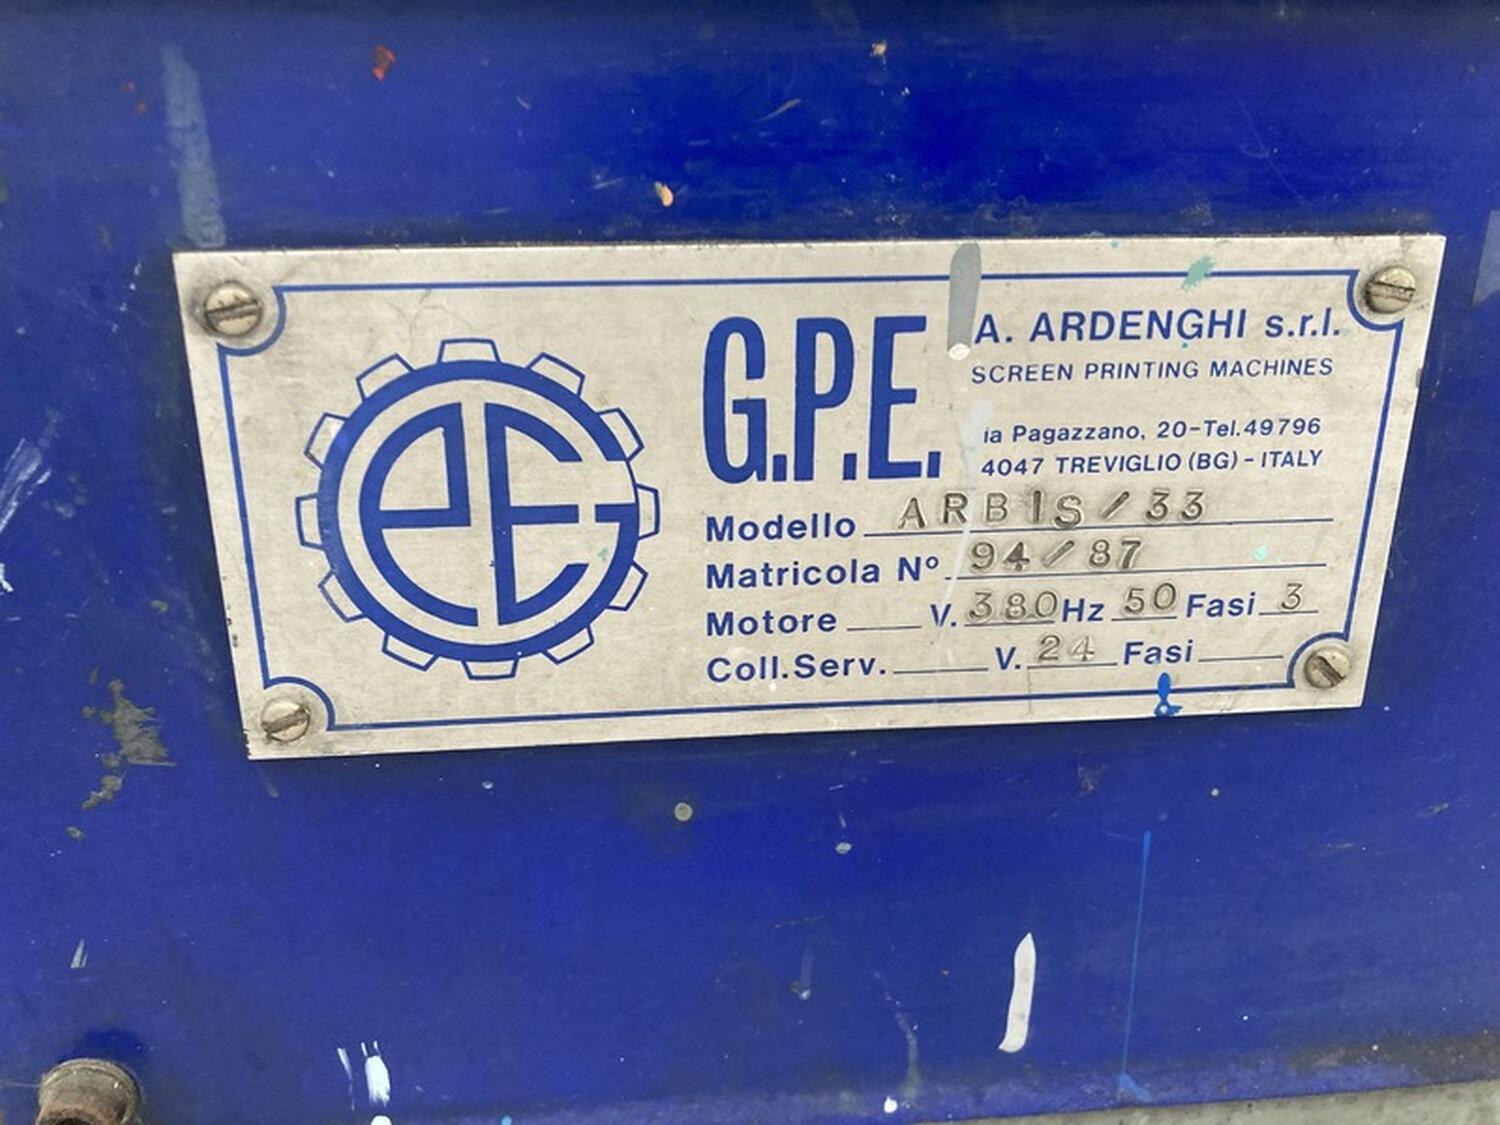 G.P.E. A. ARDENGHI s.r.l.
SCREEN PRINTING MACHINES
ia Pagazzano, 20-Tel.49796
4047 TREVIGLIO (BG) - ITALY
Modello ARBIS/33
Matricola Nº 94/87
Motore V. 380 Hz 50 Fasi 3
Coll.Serv. V. 24 Fasi